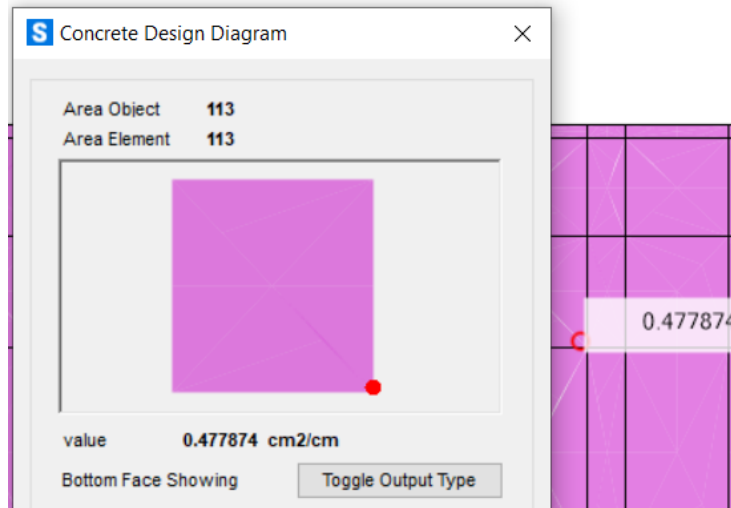 S Concrete Design Diagram
Area Object 113
Area Element 113
0.477874
value 0.477874 cm2/cm
Bottom Face Showing Toggle Output Type